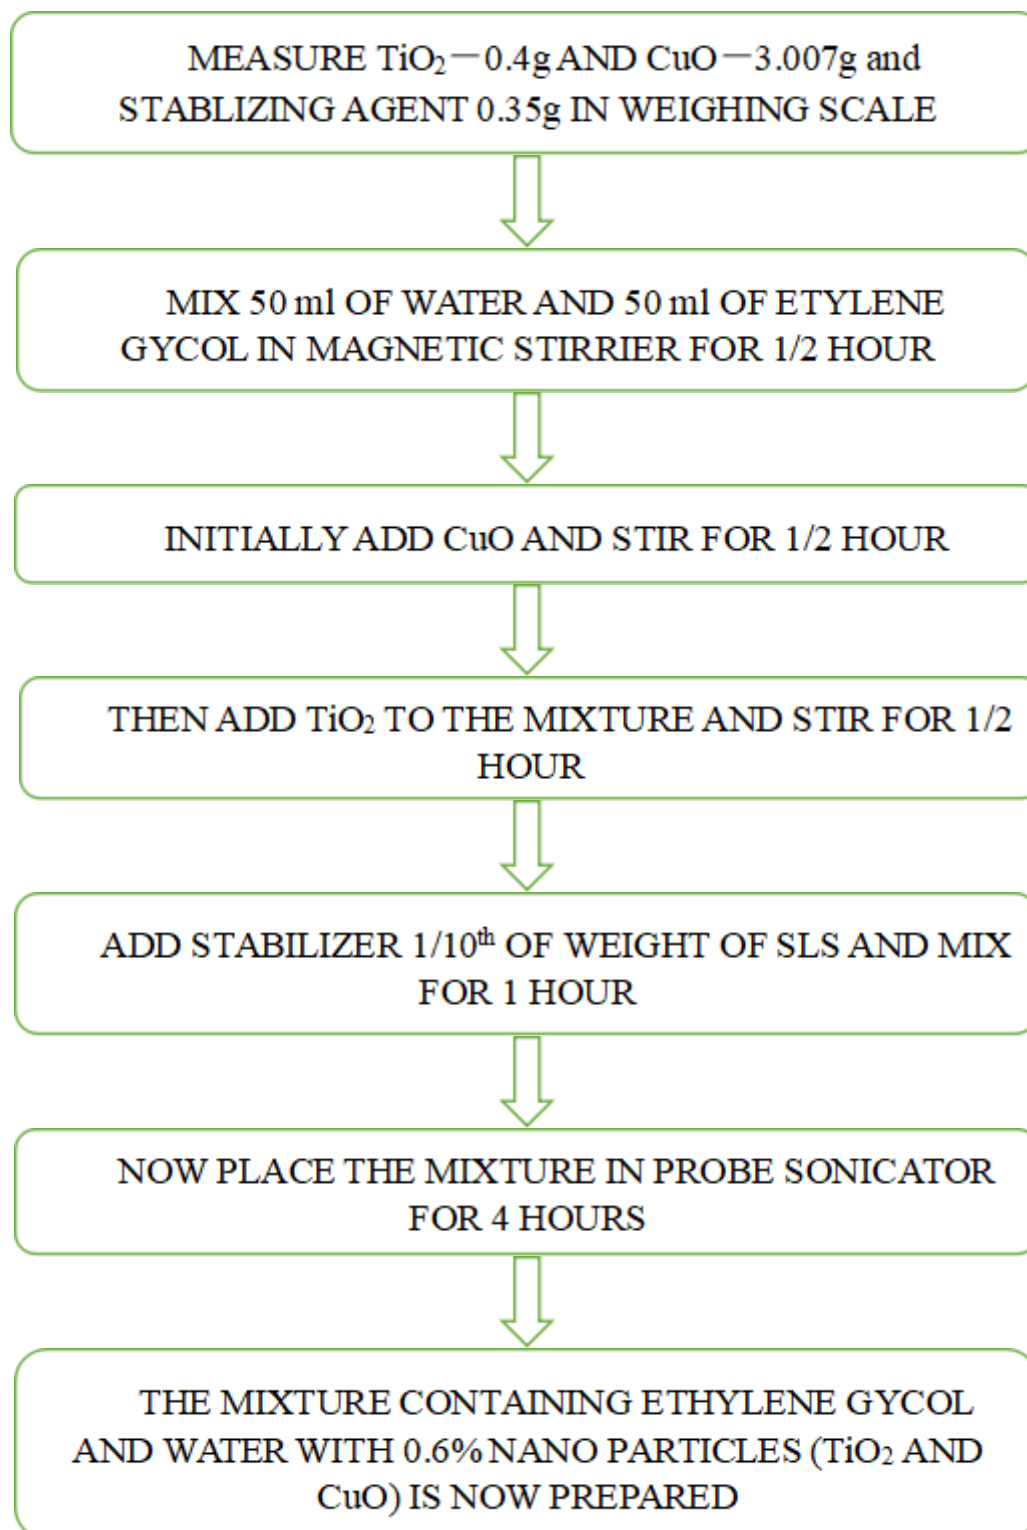 MEASURE TiO₂－0.4g AND CuO－3.007g and
STABLIZING AGENT 0.35g IN WEIGHING SCALE
MIX 50 ml OF WATER AND 50 ml OF ETYLENE
GYCOL IN MAGNETIC STIRRIER FOR 1/2 HOUR
INITIALLY ADD CuO AND STIR FOR 1/2 HOUR
THEN ADD TiO₂ TO THE MIXTURE AND STIR FOR 1/2
HOUR
ADD STABILIZER 1/10ᵗʰ OF WEIGHT OF SLS AND MIX
FOR 1 HOUR
NOW PLACE THE MIXTURE IN PROBE SONICATOR
FOR 4 HOURS
THE MIXTURE CONTAINING ETHYLENE GYCOL
AND WATER WITH 0.6% NANO PARTICLES (TiO₂ AND
CuO) IS NOW PREPARED